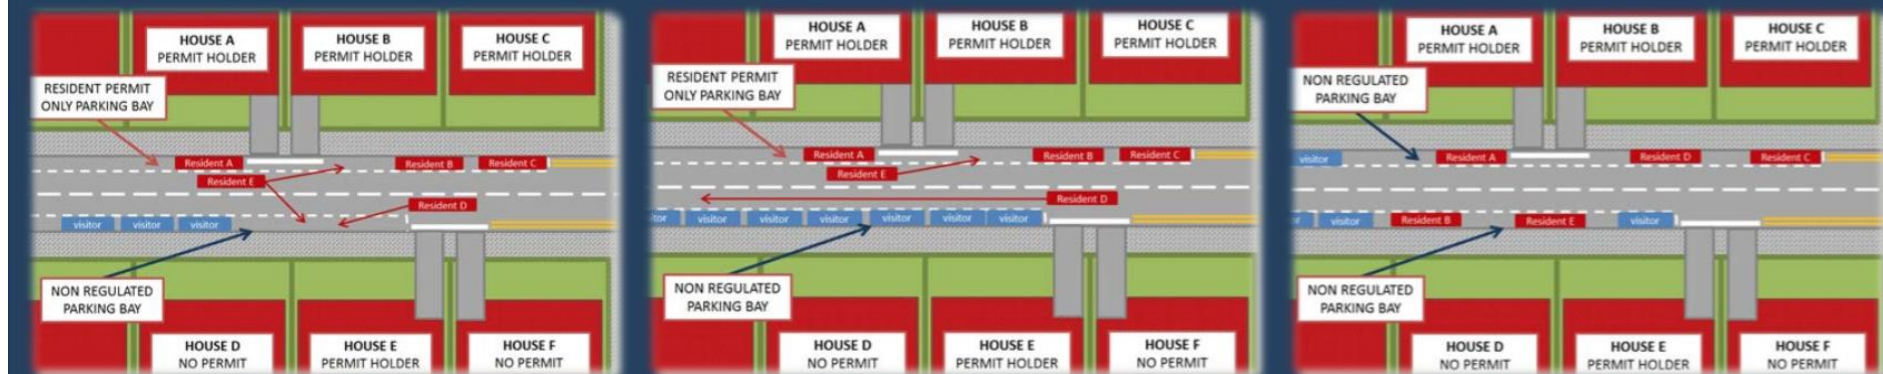 HOUSE A
PERMIT HOLDER
HOUSE B
PERMIT HOLDER
HOUSE C
PERMIT HOLDER
RESIDENT PERMIT
ONLY PARKING BAY
Resident A
Resident B
Resident C
Resident E
Resident D
visitor
visitor
visitor
NON REGULATED
PARKING BAY
HOUSE D
NO PERMIT
HOUSE E
PERMIT HOLDER
HOUSE F
NO PERMIT
HOUSE A
PERMIT HOLDER
HOUSE B
PERMIT HOLDER
HOUSE C
PERMIT HOLDER
RESIDENT PERMIT
ONLY PARKING BAY
Resident A
Resident B
Resident C
Resident E
Resident D
visitor
visitor
visitor
visitor
visitor
visitor
NON REGULATED
PARKING BAY
HOUSE D
NO PERMIT
HOUSE E
PERMIT HOLDER
HOUSE F
NO PERMIT
HOUSE A
PERMIT HOLDER
HOUSE B
PERMIT HOLDER
HOUSE C
PERMIT HOLDER
NON REGULATED
PARKING BAY
visitor
Resident A
Resident D
Resident C
visitor
Resident B
Resident E
visitor
NON REGULATED
PARKING BAY
HOUSE D
NO PERMIT
HOUSE E
PERMIT HOLDER
HOUSE F
NO PERMIT